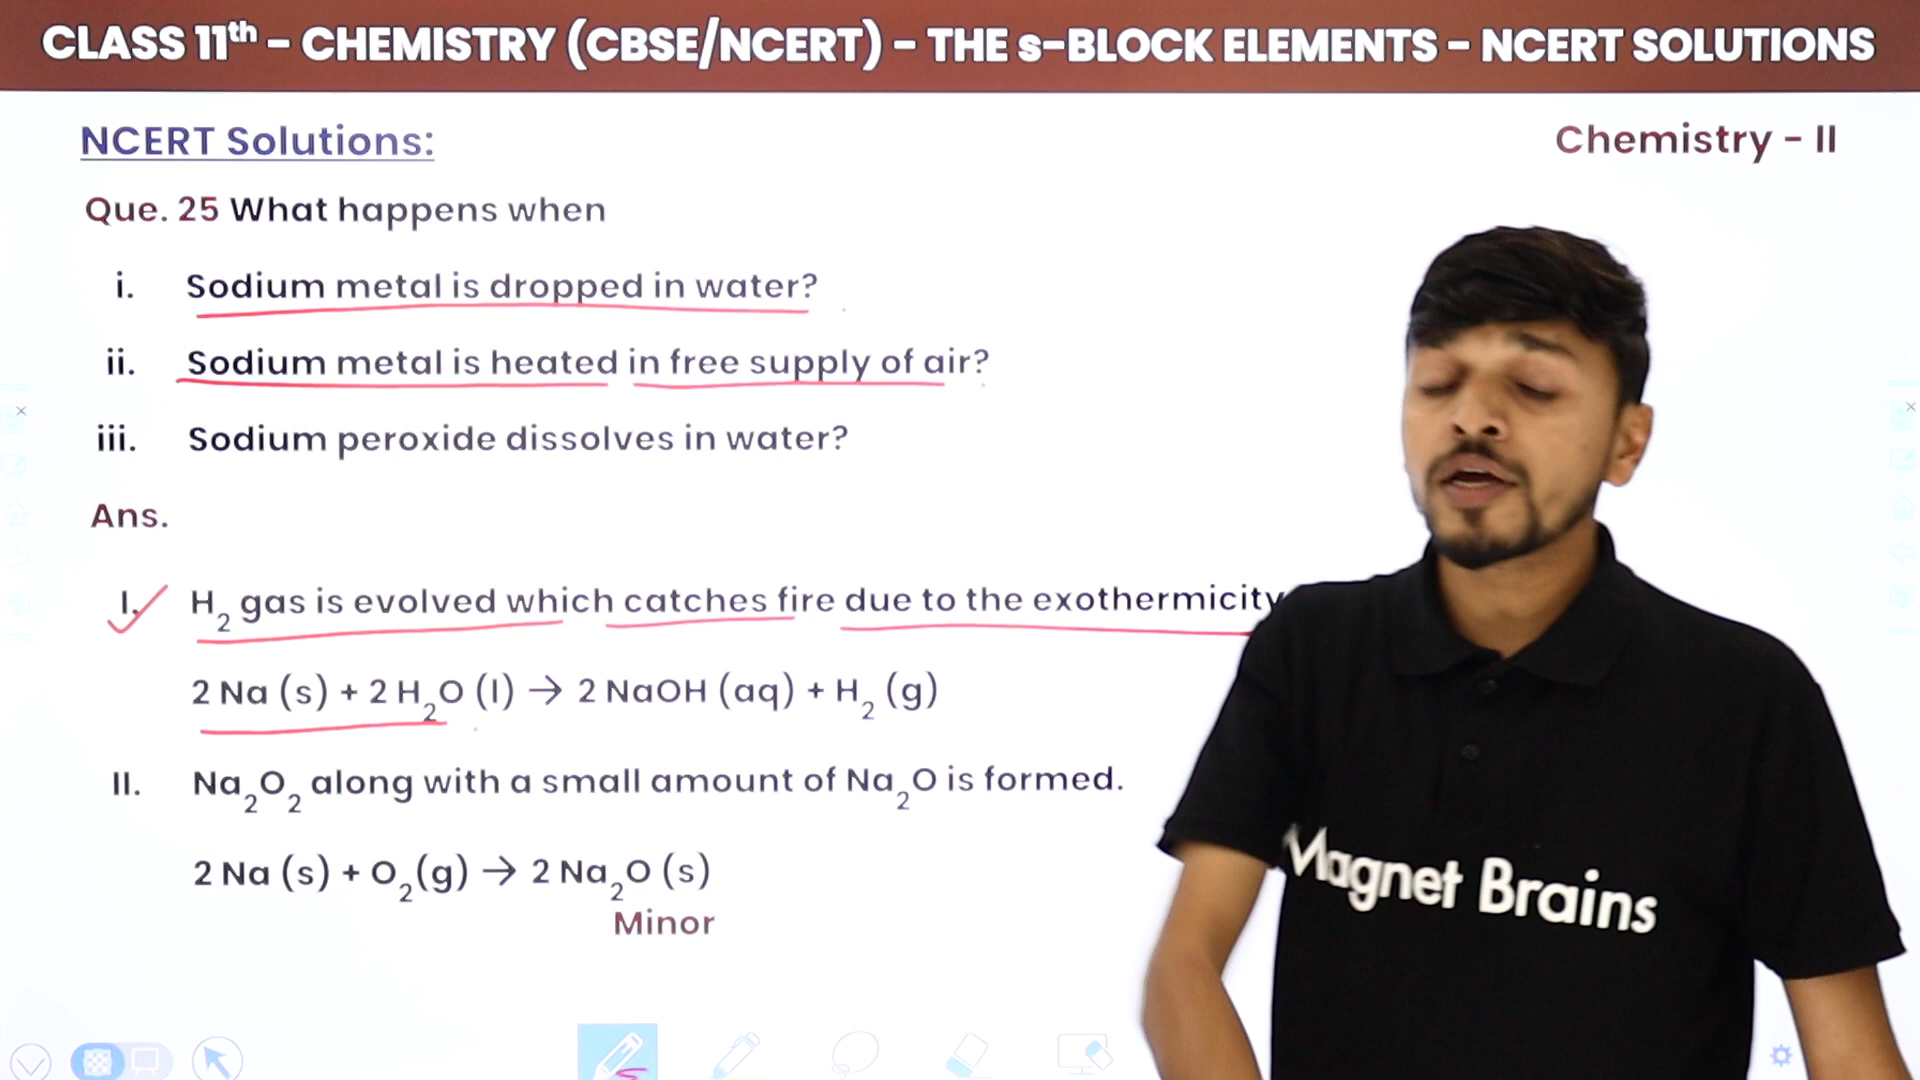 CLASS 11th – CHEMISTRY (CBSE/NCERT) – THE s-BLOCK ELEMENTS – NCERT SOLUTIONS
NCERT Solutions:
Chemistry – II
Que. 25 What happens when
i. Sodium metal is dropped in water?
ii. Sodium metal is heated in free supply of air?
iii. Sodium peroxide dissolves in water?
Ans.
I. H₂ gas is evolved which catches fire due to the exothermicity
2 Na (s) + 2 H₂O (l) → 2 NaOH (aq) + H₂ (g)
II. Na₂O₂ along with a small amount of Na₂O is formed.
2 Na (s) + O₂(g) → 2 Na₂O (s)
Minor
Magnet Brains